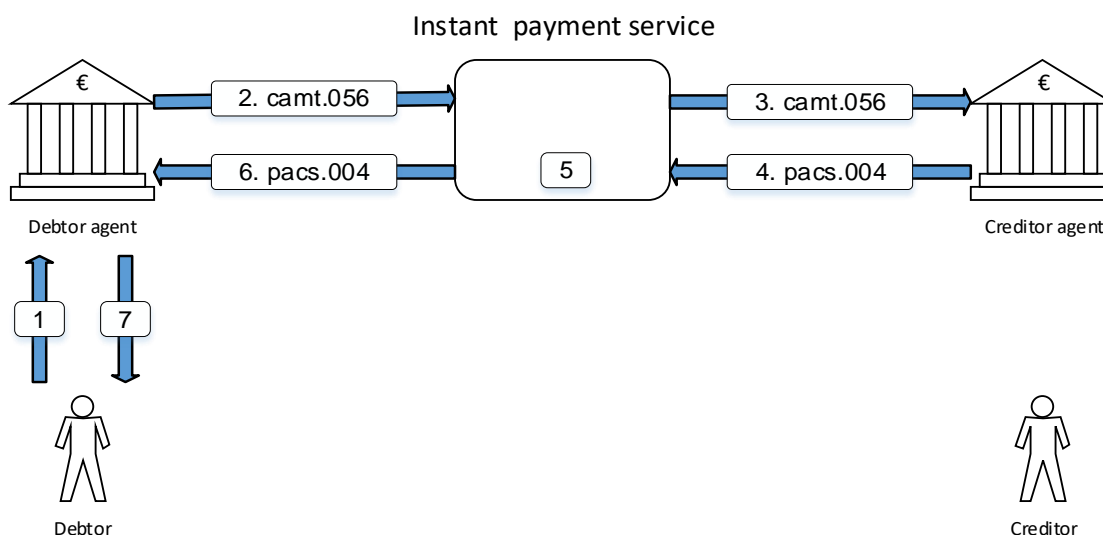 Instant payment service
€
€
2. camt.056
3. camt.056
6. pacs.004
5
4. pacs.004
Debtor agent
Creditor agent
1
7
Debtor
Creditor